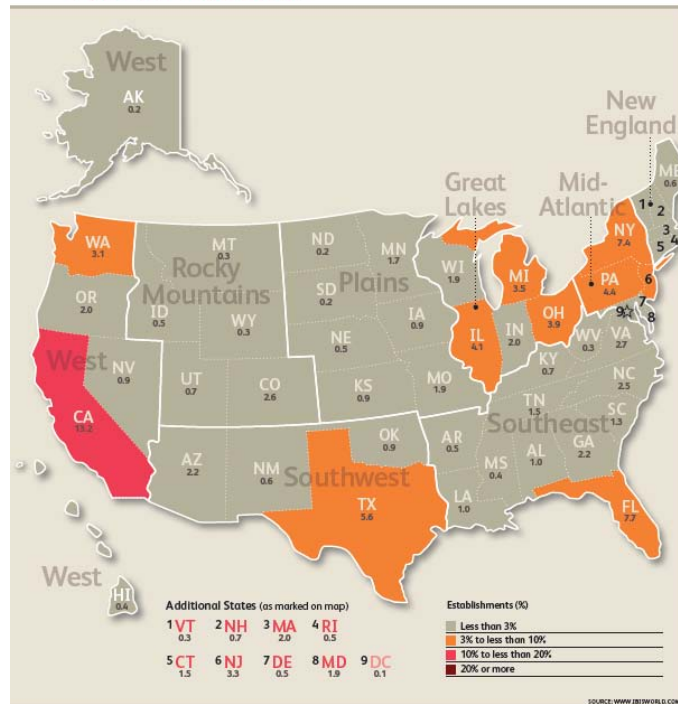 West
AK
0.2
New
England
ME
0.6
Great
Lakes
Mid-
Atlantic
1
2
3
4
5
NY
7.4
WA
3.1
MT
0.3
ND
0.2
MN
1.7
OR
2.0
Rocky
Mountains
ID
0.5
WY
0.3
SD
0.2
Plains
WI
1.9
MI
3.5
PA
4.4
6
7
8
9
IA
0.9
NE
0.5
IL
4.1
IN
2.0
OH
3.9
WV
0.3
VA
2.7
West
NV
0.9
UT
0.7
CO
2.6
KS
0.9
MO
1.9
KY
0.7
NC
2.5
CA
13.2
TN
1.5
SC
1.3
Southeast
AZ
2.2
NM
0.6
OK
0.9
AR
0.5
MS
0.4
AL
1.0
GA
2.2
Southwest
TX
5.6
LA
1.0
FL
7.7
West
HI
0.4
Additional States (as marked on map)
1 VT 2 NH 3 MA 4 RI
0.3 0.7 2.0 0.5
5 CT 6 NJ 7 DE 8 MD 9 DC
1.5 3.3 0.5 1.9 0.1
Establishments (%)
Less than 3%
3% to less than 10%
10% to less than 20%
20% or more
SOURCE: WWW.IBISWORLD.COM